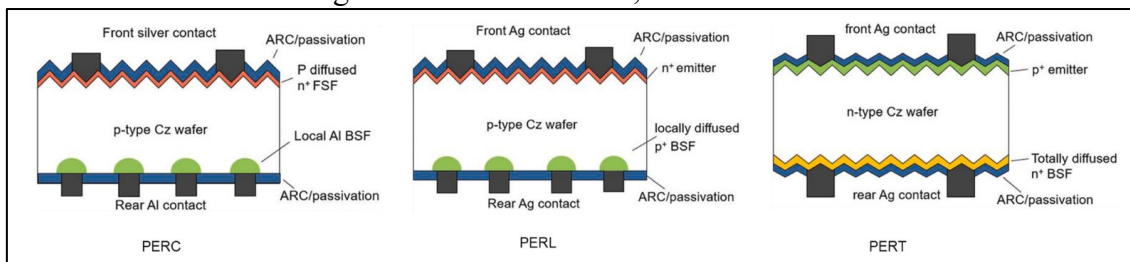 Front silver contact
ARC/passivation
P diffused
n+ FSF
p-type Cz wafer
Local Al BSF
ARC/passivation
Rear Al contact
PERC
Front Ag contact
ARC/passivation
n+ emitter
p-type Cz wafer
locally diffused
p+ BSF
ARC/passivation
Rear Ag contact
PERL
front Ag contact
ARC/passivation
p+ emitter
n-type Cz wafer
Totally diffused
n+ BSF
rear Ag contact
ARC/passivation
PERT